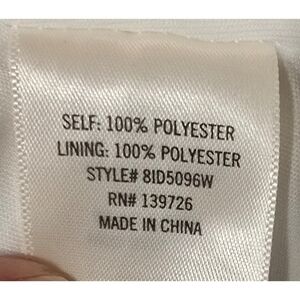 SELF: 100% POLYESTER
LINING: 100% POLYESTER
STYLE# 8ID5096W
RN# 139726
MADE IN CHINA